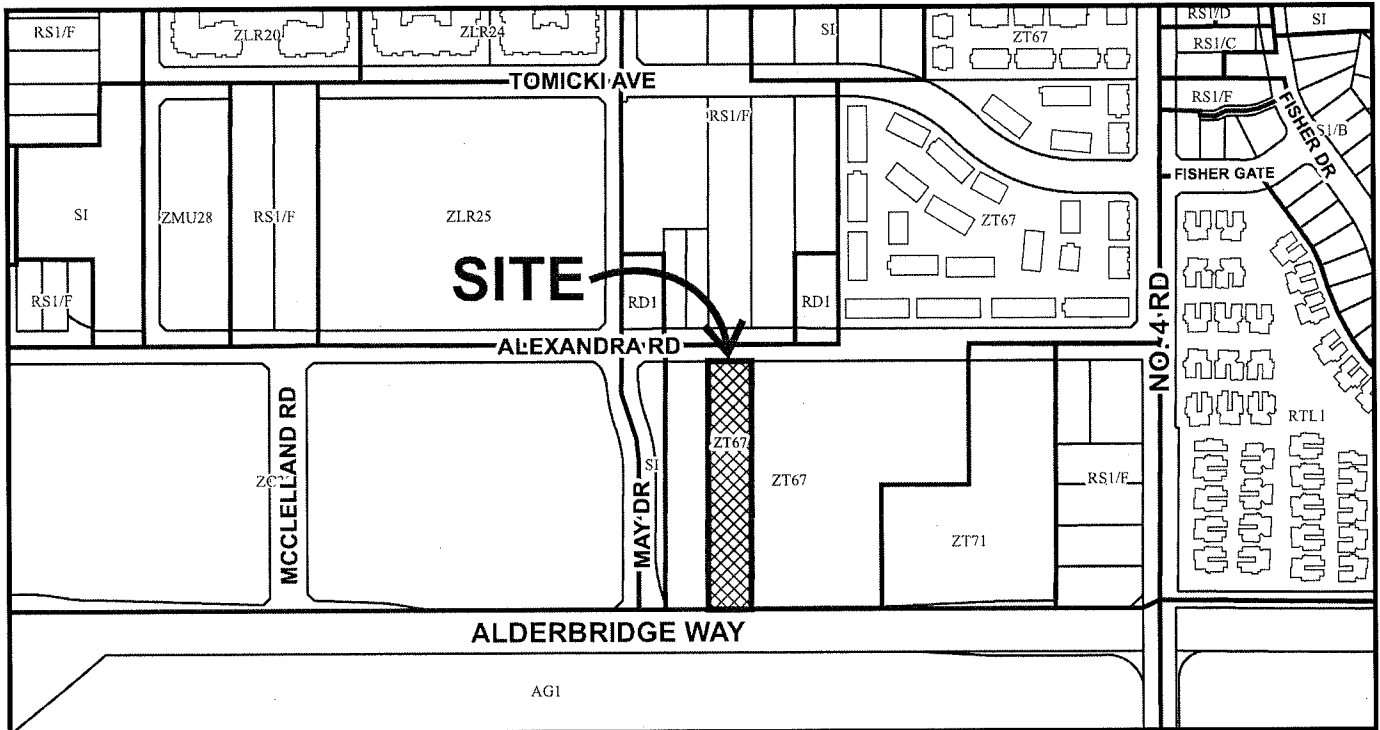 RS1/F
ZLR20
ZLR24
SI
ZT67
RS1/D
SI
RS1/C
TOMICKI AVE
RS1/F
RS1/F
FISHER DR
S1/B
FISHER GATE
SI
ZMU28
RS1/F
ZLR25
ZT67
SITE
RS1/F
RD1
RD1
NO. 4 RD
ALEXANDRA RD
MCCLELLAND RD
MAY DR
SI
ZT67
ZT67
RS1/F
RTL1
ZT71
ALDERBRIDGE WAY
AG1